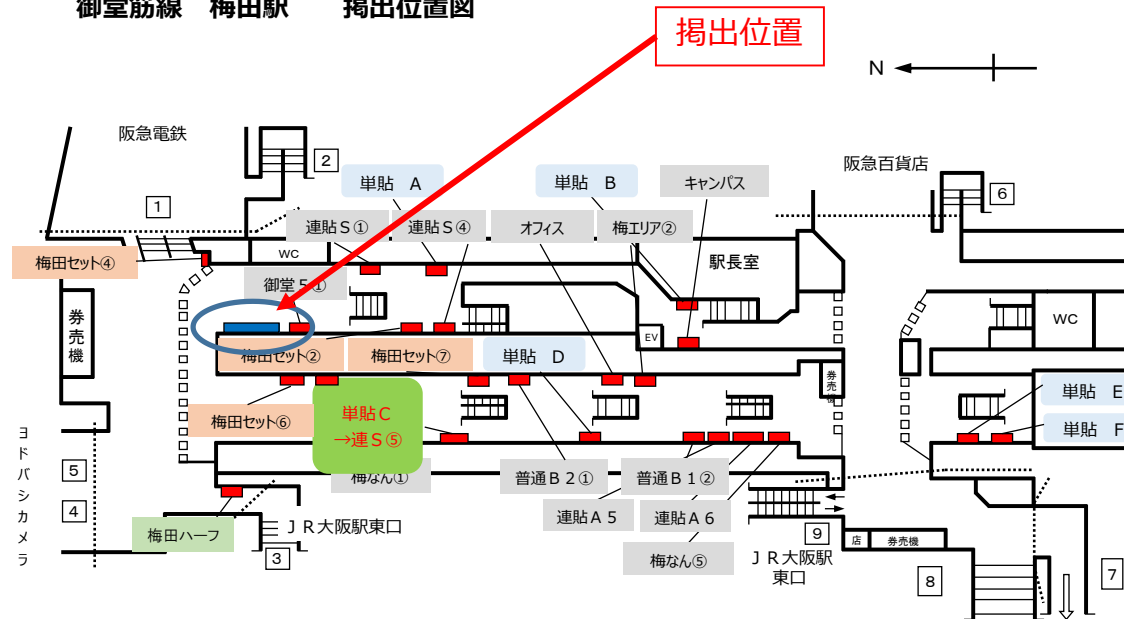 御堂筋線　梅田駅　　掲出位置図
掲出位置
N
阪急電鉄
2
単貼　A
単貼　B
キャンパス
阪急百貨店
6
1
連貼S①
連貼S④
オフィス
梅エリア②
WC
駅長室
梅田セット④
御堂5①
券売機
EV
WC
梅田セット②
梅田セット⑦
単貼　D
券売機
単貼　E
梅田セット⑥
単貼C
→連S⑤
単貼　F
ヨドバシカメラ
5
梅なん①
普通B2①
普通B1②
4
連貼A5
連貼A6
梅田ハーフ
JR大阪駅東口
3
梅なん⑤
9
JR大阪駅
東口
店
券売機
8
7